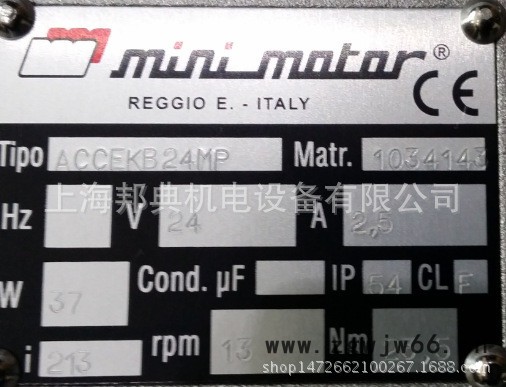 mini motor®
REGGIO E. - ITALY
CE
Tipo ACCEKB24MP Matr. 1034143
上海邦典机电设备有限公司
Hz V 24 A 2,5
W 37 Cond. µF IP 54 CL F
i 213 rpm 13 Nm
shop1472662100267.1688.com